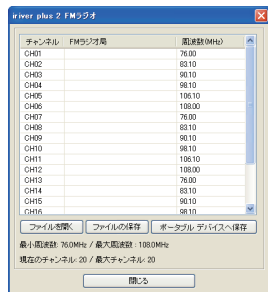 iriver plus 2 FMラジオ
チャンネル FMラジオ局 周波数(MHz)
CH01 76.00
CH02 83.10
CH03 90.10
CH04 98.10
CH05 106.10
CH06 108.00
CH07 76.00
CH08 83.10
CH09 90.10
CH10 98.10
CH11 106.10
CH12 108.00
CH13 76.00
CH14 83.10
CH15 90.10
CH16 98.10
ファイルを開く ファイルの保存 ポータブル デバイスへ保存
最小周波数: 76.0MHz / 最大周波数 : 108.0MHz
現在のチャンネル: 20 / 最大チャンネル: 20
閉じる